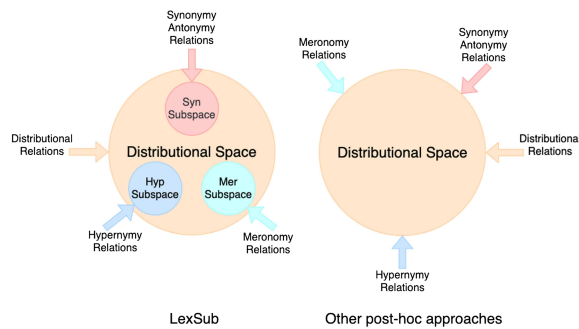 Synonymy
Antonymy
Relations
Syn
Subspace
Distributional
Relations
Distributional Space
Hyp
Subspace
Mer
Subspace
Hypernymy
Relations
Meronomy
Relations
LexSub
Meronomy
Relations
Synonymy
Antonymy
Relations
Distributional Space
Distributiona
Relations
Hypernymy
Relations
Other post-hoc approaches